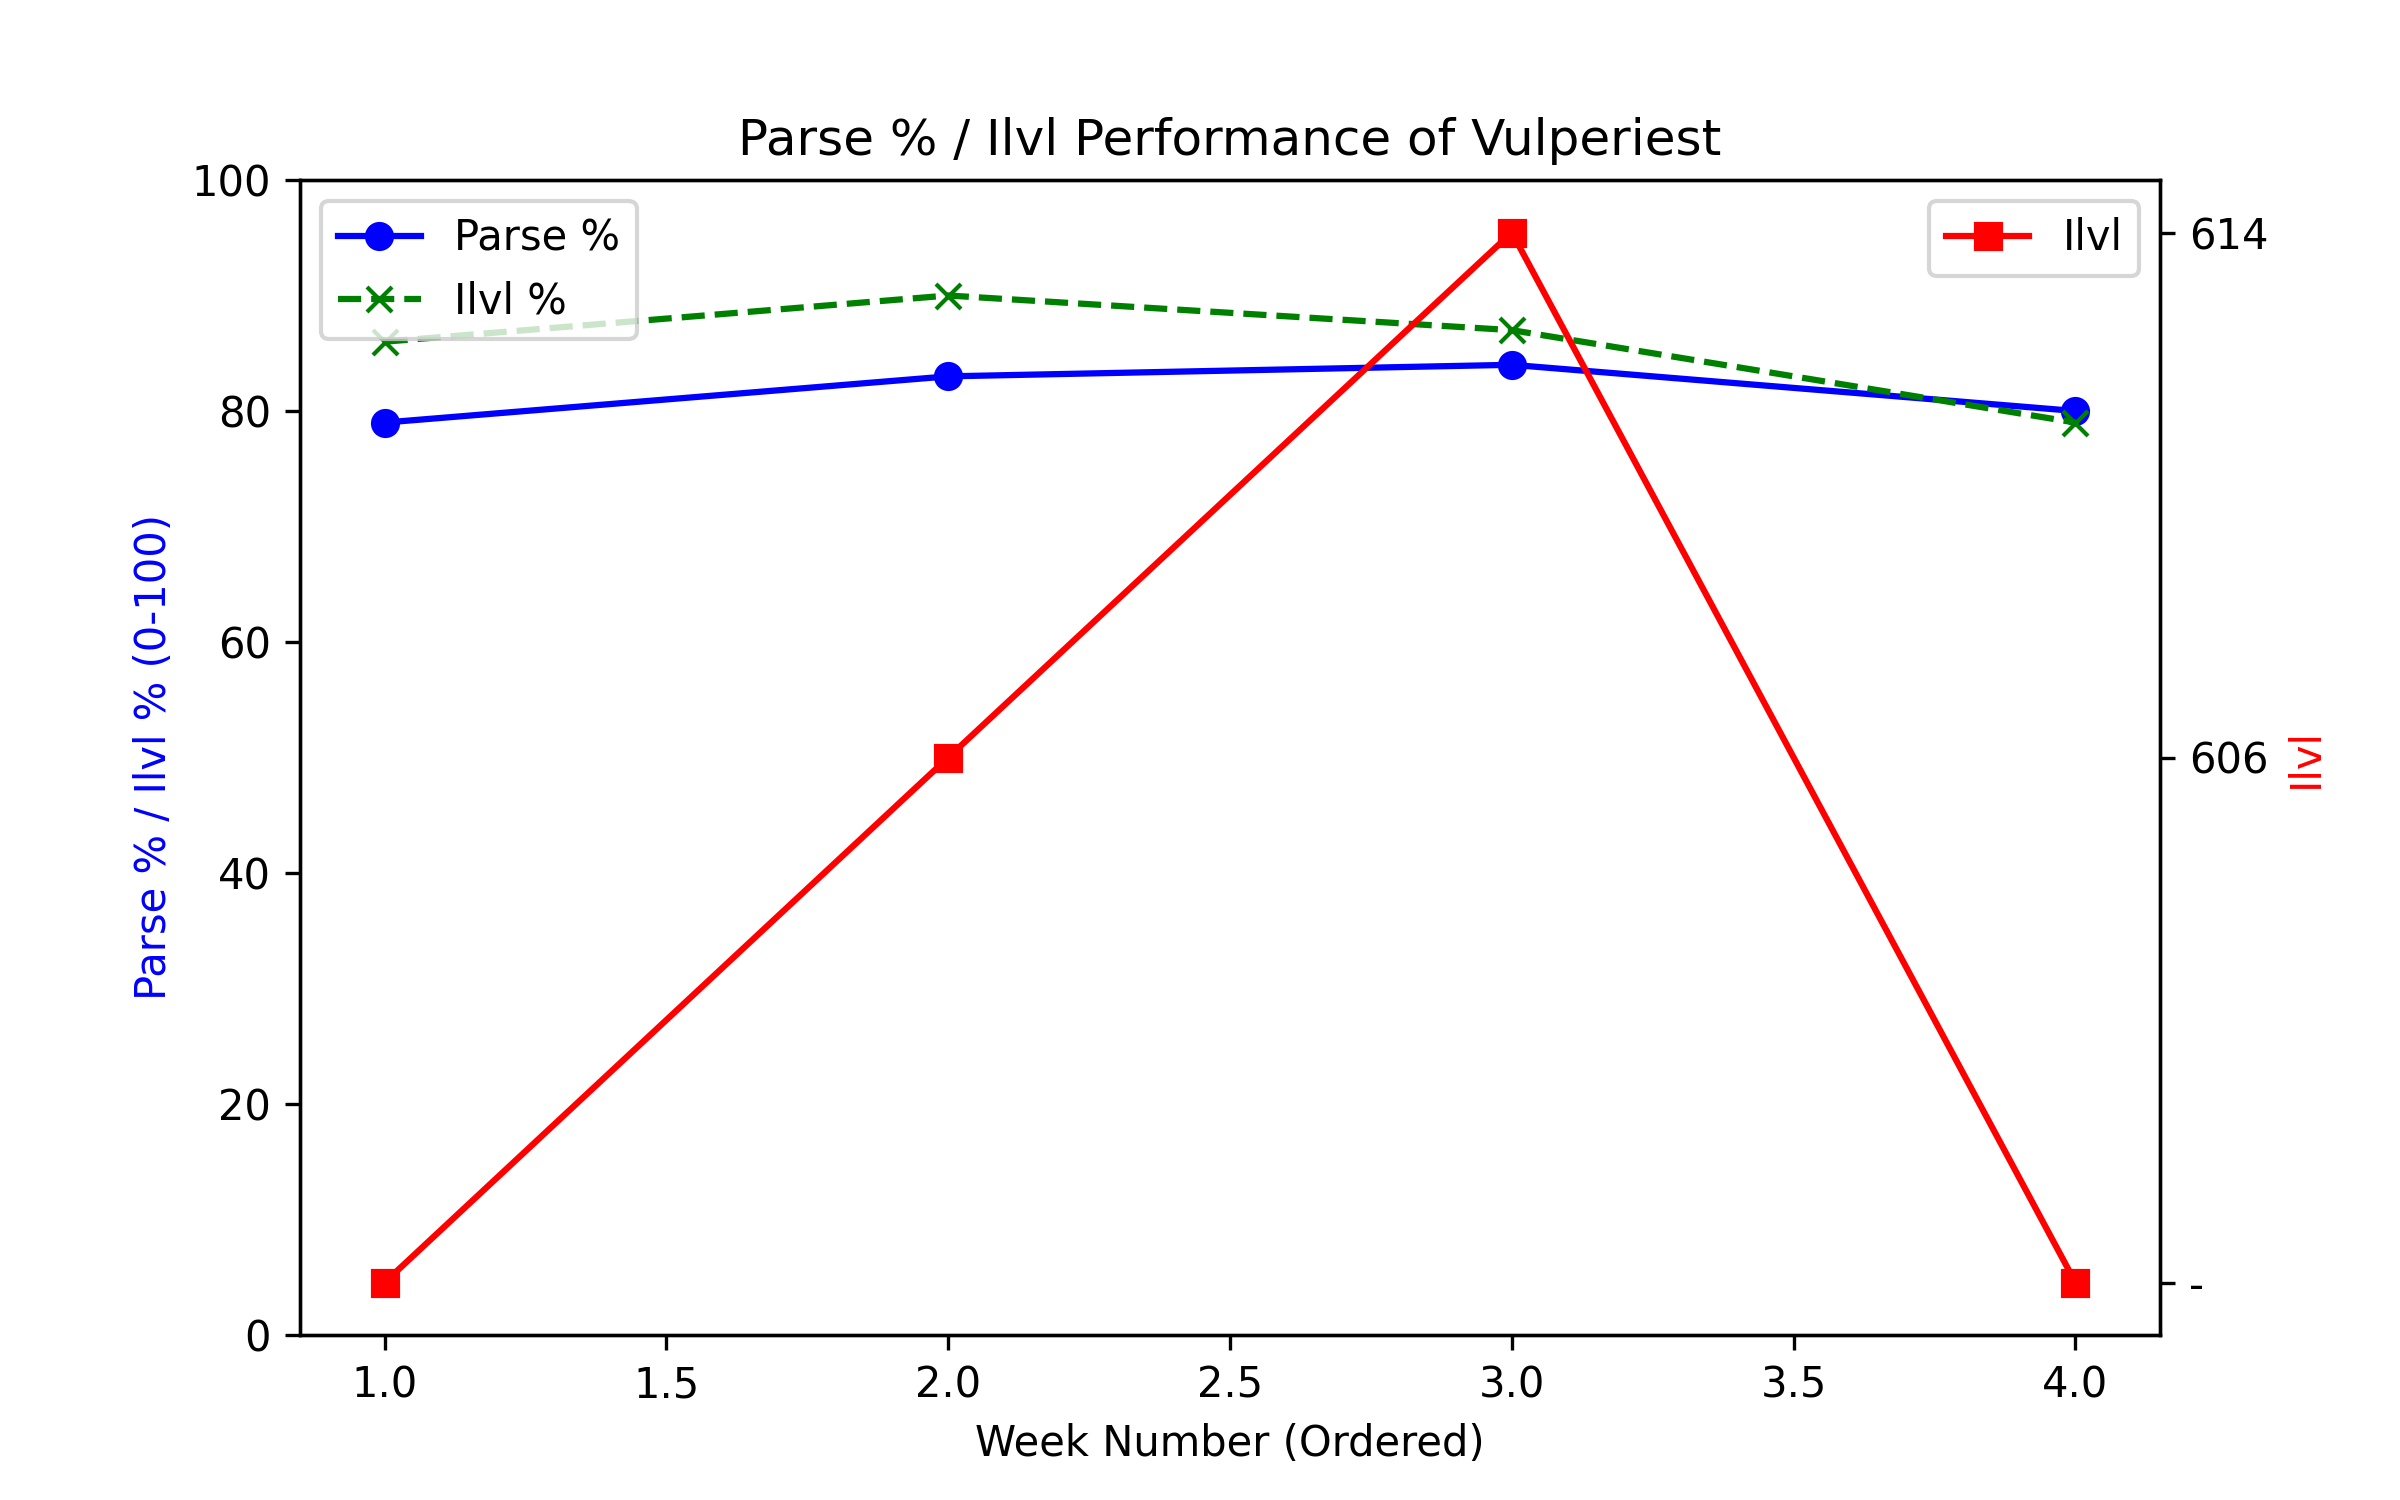 Parse % / Ilvl Performance of Vulperiest
Parse %
Ilvl %
Ilvl
100
80
60
40
20
0
Parse % / Ilvl % (0-100)
614
606
-
Ilvl
1.0 1.5 2.0 2.5 3.0 3.5 4.0
Week Number (Ordered)